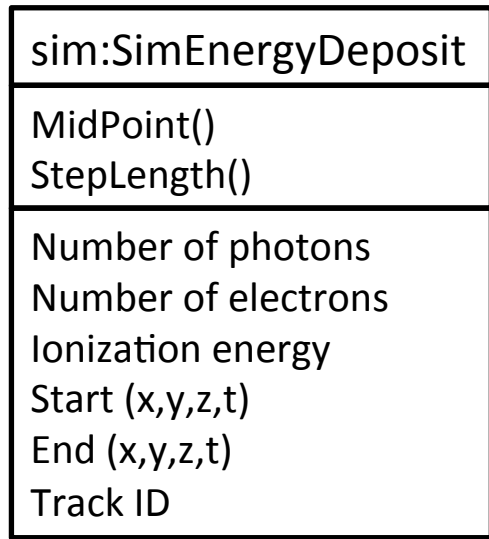 sim:SimEnergyDeposit
MidPoint()
StepLength()
Number of photons
Number of electrons
Ionization energy
Start (x,y,z,t)
End (x,y,z,t)
Track ID